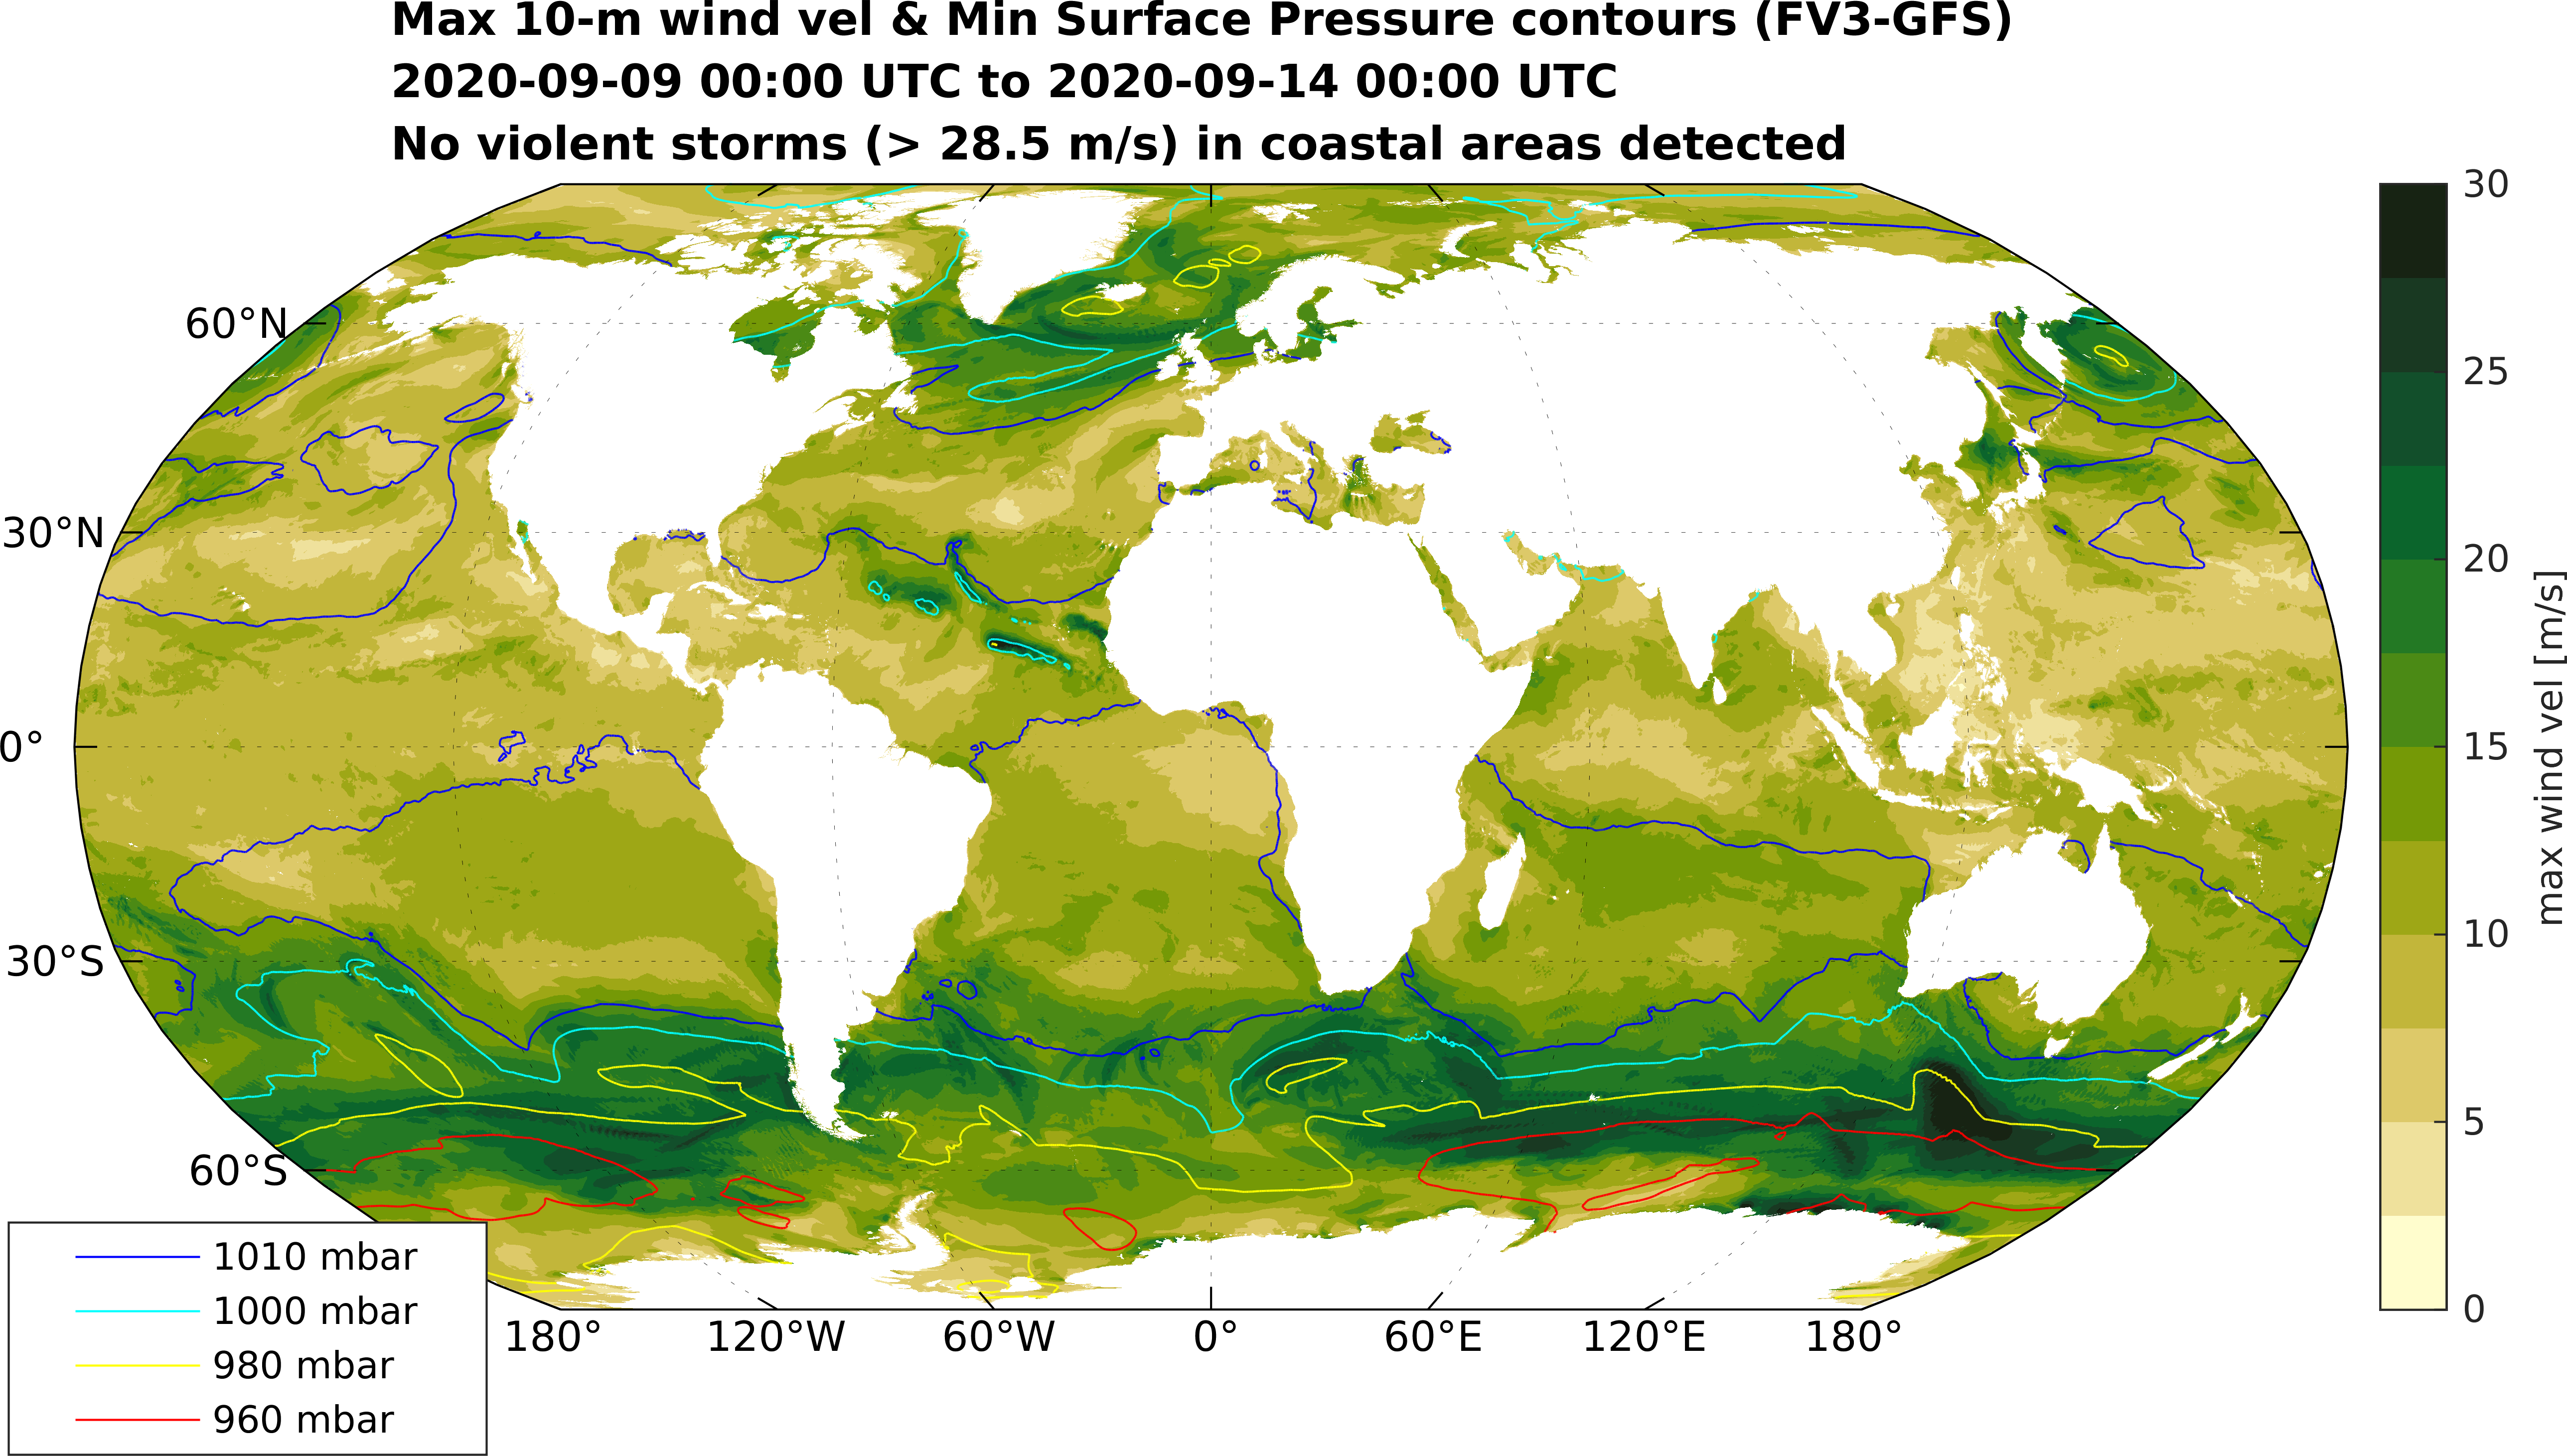 Max 10-m wind vel & Min Surface Pressure contours (FV3-GFS)
2020-09-09 00:00 UTC to 2020-09-14 00:00 UTC
No violent storms (> 28.5 m/s) in coastal areas detected
60°N
30°N
0°
30°S
60°S
180°
120°W
60°W
0°
60°E
120°E
180°
1010 mbar
1000 mbar
980 mbar
960 mbar
30
25
20
15
10
5
0
max wind vel [m/s]